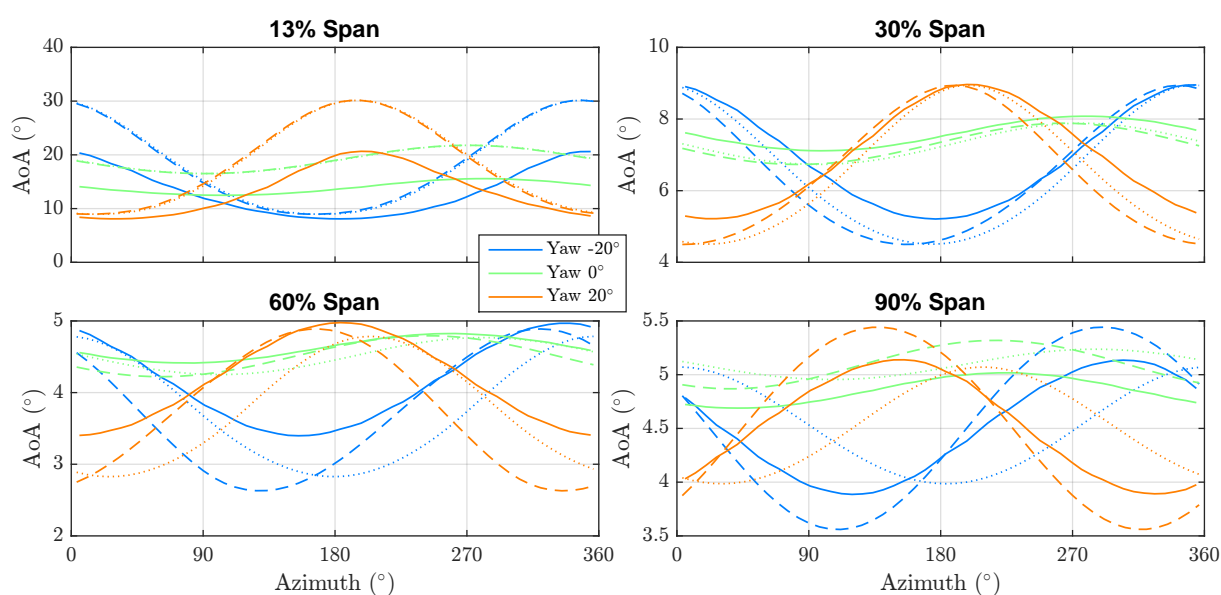 13% Span
30% Span
40
30
20
10
0
AoA (°)
10
8
6
4
AoA (°)
Yaw -20°
Yaw 0°
Yaw 20°
60% Span
90% Span
5
4
3
2
AoA (°)
0 90 180 270 360
Azimuth (°)
5.5
5
4.5
4
3.5
AoA (°)
0 90 180 270 360
Azimuth (°)